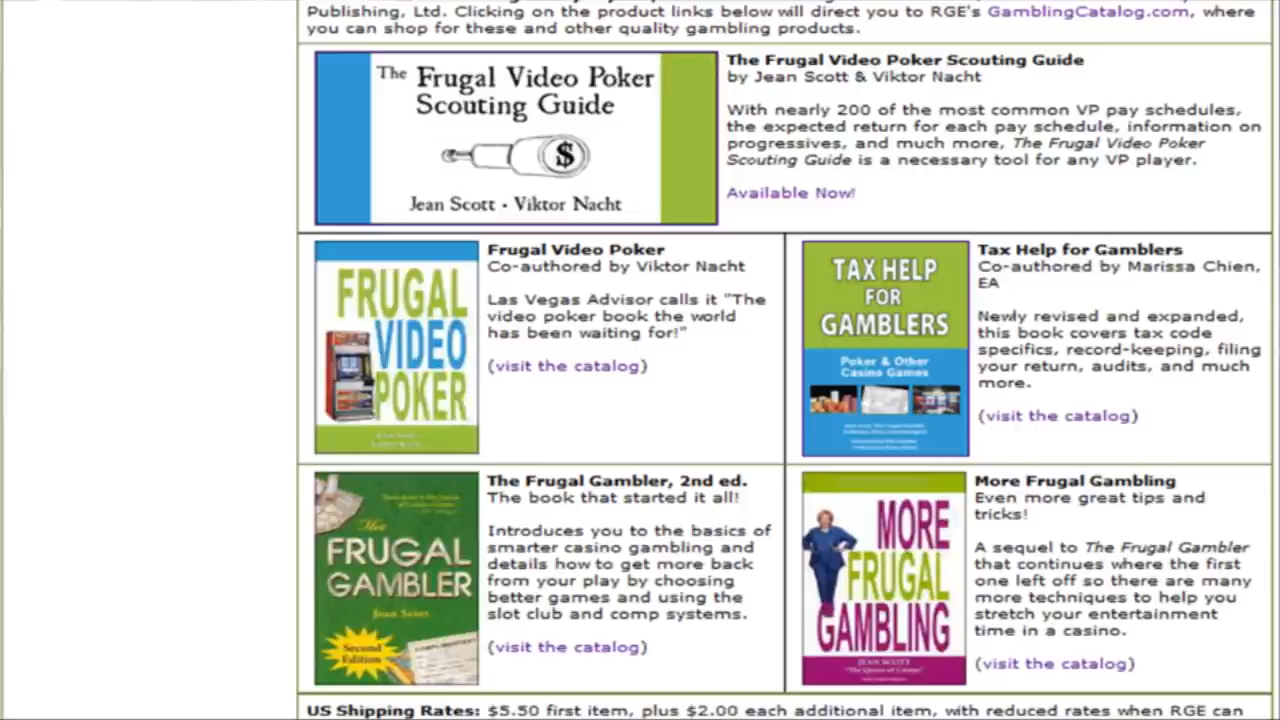 Publishing, Ltd. Clicking on the product links below will direct you to RGE's GamblingCatalog.com, where
you can shop for these and other quality gambling products.
The Frugal Video Poker
Scouting Guide
$
Jean Scott • Viktor Nacht
The Frugal Video Poker Scouting Guide
by Jean Scott & Viktor Nacht
With nearly 200 of the most common VP pay schedules,
the expected return for each pay schedule, information on
progressives, and much more, The Frugal Video Poker
Scouting Guide is a necessary tool for any VP player.
Available Now!
FRUGAL
VIDEO
POKER
Frugal Video Poker
Co-authored by Viktor Nacht
Las Vegas Advisor calls it "The
video poker book the world
has been waiting for!"
(visit the catalog)
TAX HELP
FOR
GAMBLERS
Poker & Other
Casino Games
Tax Help for Gamblers
Co-authored by Marissa Chien,
EA
Newly revised and expanded,
this book covers tax code
specifics, record-keeping, filing
your return, audits, and much
more.
(visit the catalog)
The
FRUGAL
GAMBLER
Jean Scott
Second
Edition
The Frugal Gambler, 2nd ed.
The book that started it all!
Introduces you to the basics of
smarter casino gambling and
details how to get more back
from your play by choosing
better games and using the
slot club and comp systems.
(visit the catalog)
MORE
FRUGAL
GAMBLING
JEAN SCOTT
"The Queen of Comps"
More Frugal Gambling
Even more great tips and
tricks!
A sequel to The Frugal Gambler
that continues where the first
one left off so there are many
more techniques to help you
stretch your entertainment
time in a casino.
(visit the catalog)
US Shipping Rates: $5.50 first item, plus $2.00 each additional item, with reduced rates when RGE can